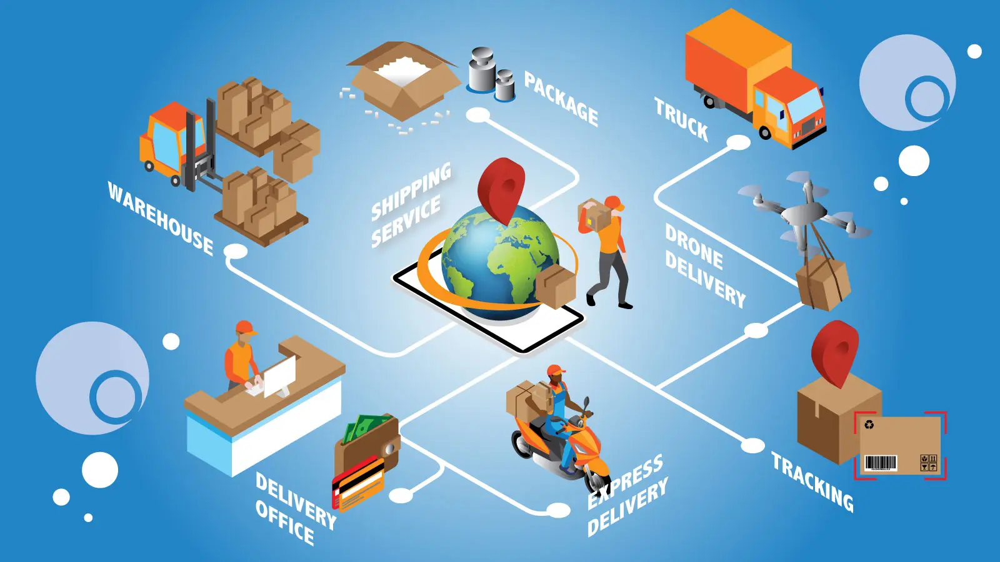 PACKAGE
TRUCK
SHIPPING
SERVICE
WAREHOUSE
DRONE
DELIVERY
DELIVERY
OFFICE
EXPRESS
DELIVERY
TRACKING